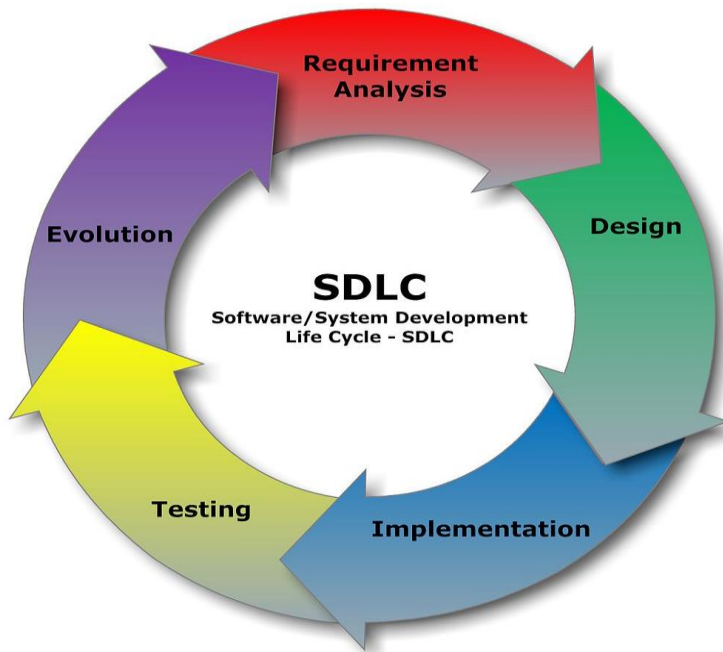 Requirement
Analysis
Design
Implementation
Testing
Evolution
SDLC
Software/System Development
Life Cycle - SDLC